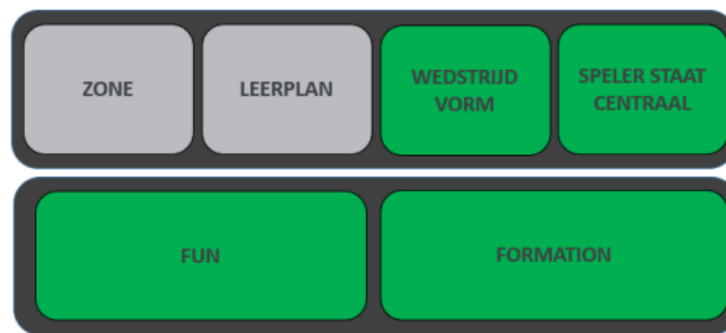 ZONE
LEERPLAN
WEDSTRIJD
VORM
SPELER STAAT
CENTRAAL
FUN
FORMATION